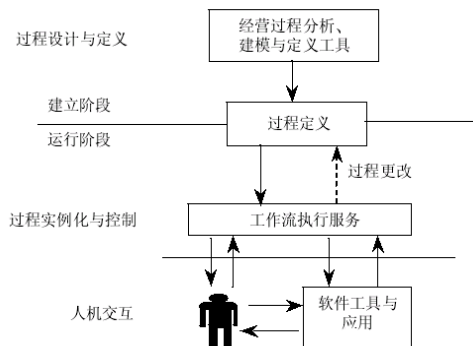 过程设计与定义
经营过程分析、
建模与定义工具
建立阶段
运行阶段
过程定义
过程更改
过程实例化与控制
工作流执行服务
人机交互
软件工具与
应用